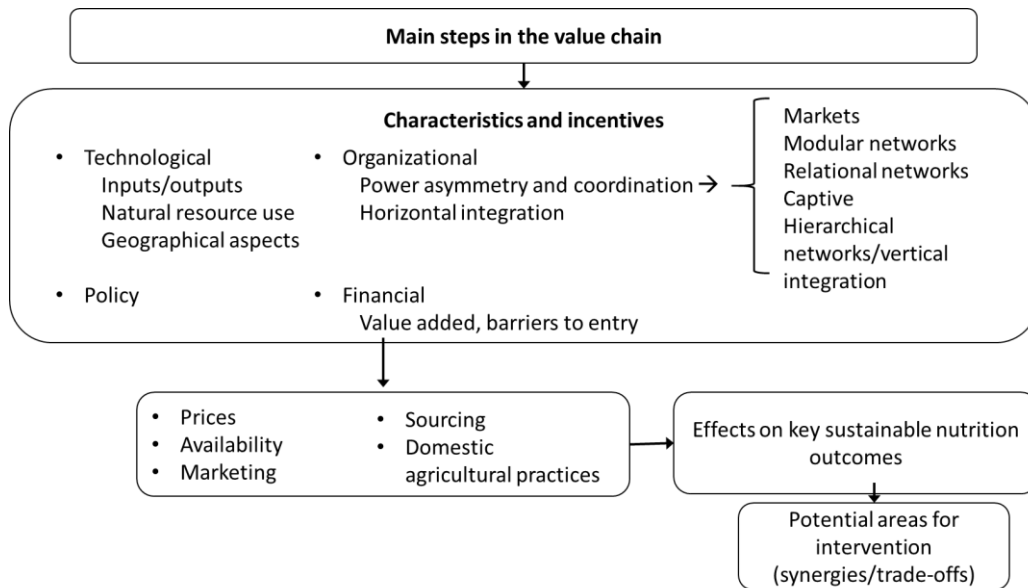 Main steps in the value chain
Characteristics and incentives
• Technological
Inputs/outputs
Natural resource use
Geographical aspects
• Organizational
Power asymmetry and coordination →
Horizontal integration
Markets
Modular networks
Relational networks
Captive
Hierarchical
networks/vertical
integration
• Policy
• Financial
Value added, barriers to entry
• Prices
• Availability
• Marketing
• Sourcing
• Domestic
agricultural practices
Effects on key sustainable nutrition
outcomes
Potential areas for
intervention
(synergies/trade-offs)